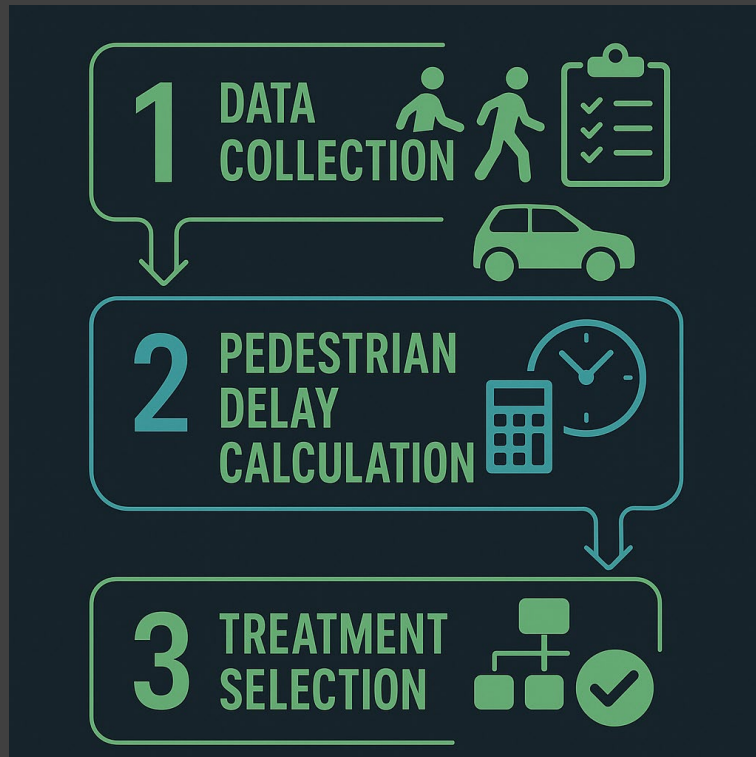 1
DATA
COLLECTION
2
PEDESTRIAN
DELAY
CALCULATION
3
TREATMENT
SELECTION